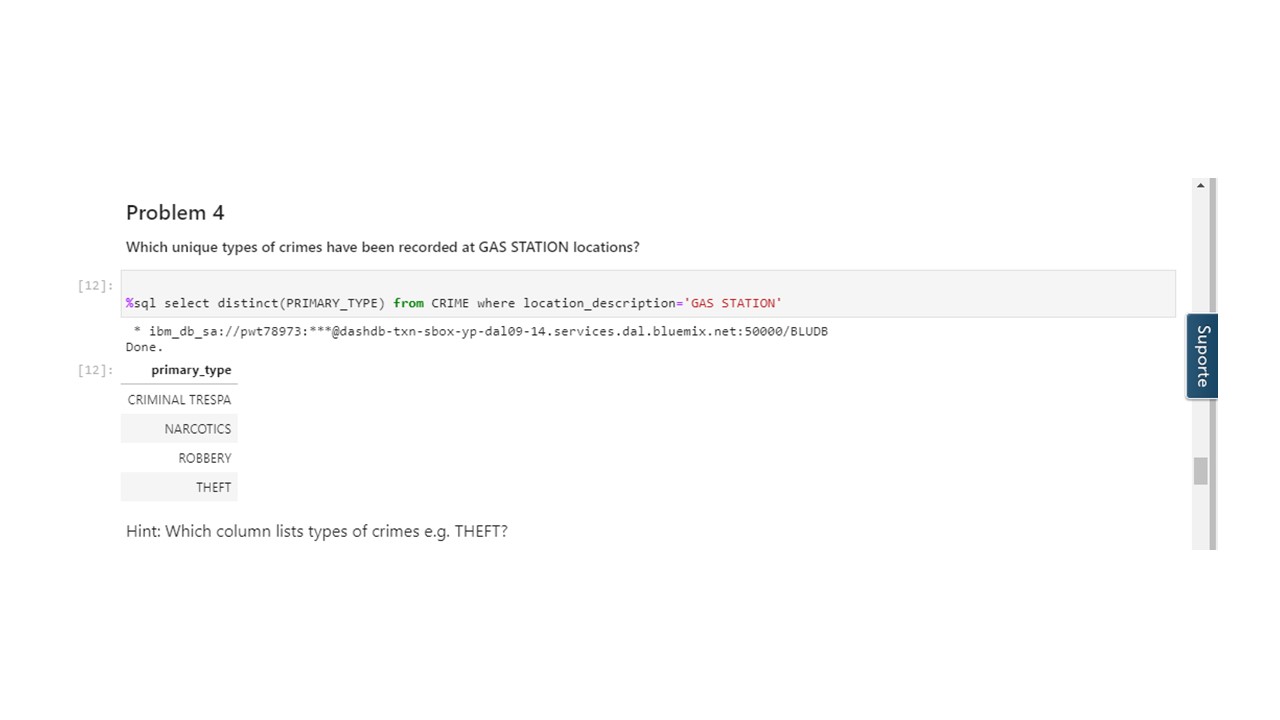 Problem 4
Which unique types of crimes have been recorded at GAS STATION locations?
[12]:
%sql select distinct(PRIMARY_TYPE) from CRIME where location_description='GAS STATION'
* ibm_db_sa://pwt78973:***@dashdb-txn-sbox-yp-dal09-14.services.dal.bluemix.net:50000/BLUDB
Done.
[12]: primary_type
CRIMINAL TRESPA
NARCOTICS
ROBBERY
THEFT
Hint: Which column lists types of crimes e.g. THEFT?
Suporte